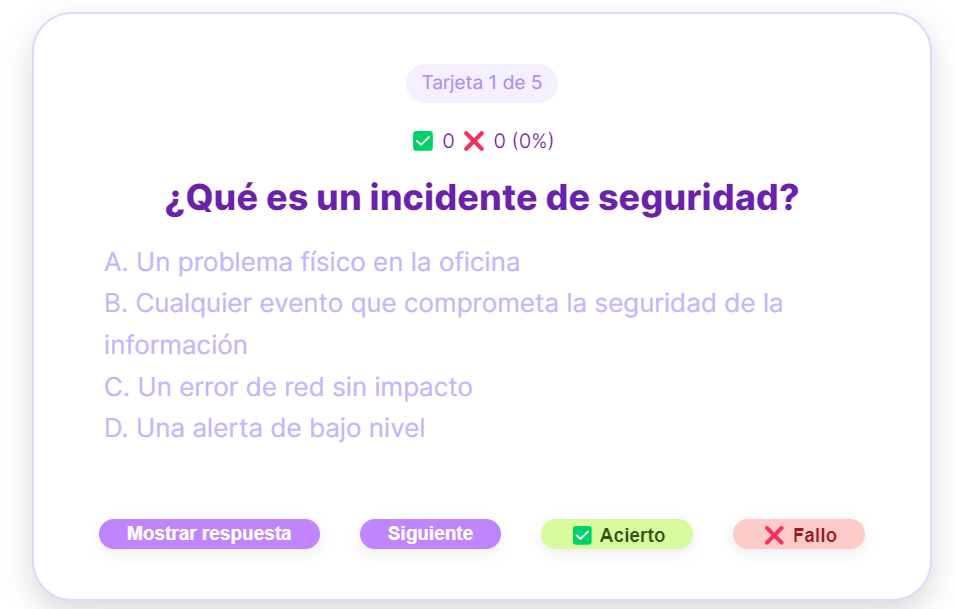 Tarjeta 1 de 5
✅ 0 ❌ 0 (0%)
¿Qué es un incidente de seguridad?
A. Un problema físico en la oficina
B. Cualquier evento que comprometa la seguridad de la
información
C. Un error de red sin impacto
D. Una alerta de bajo nivel
Mostrar respuesta Siguiente ✅ Acierto ❌ Fallo